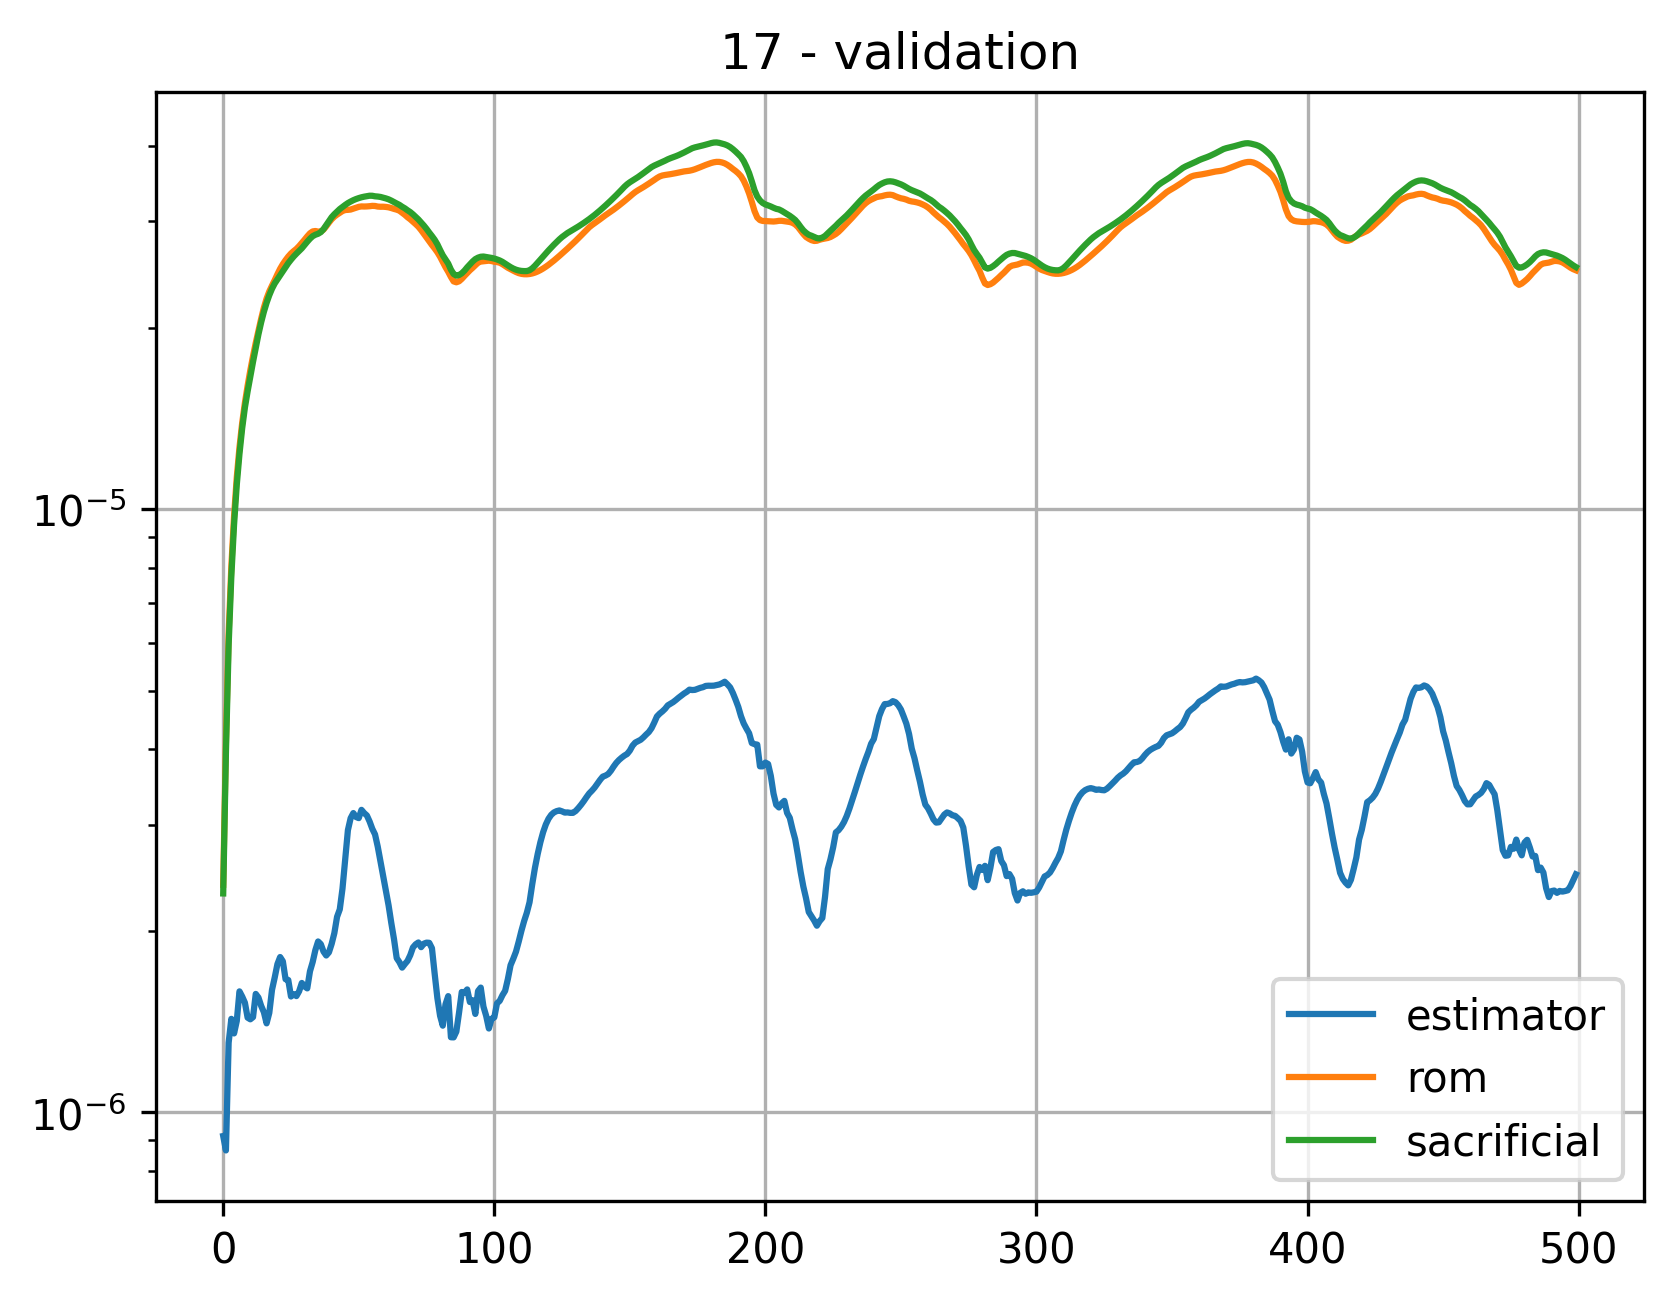 17 - validation
10⁻⁵
10⁻⁶
estimator
rom
sacrificial
0 100 200 300 400 500